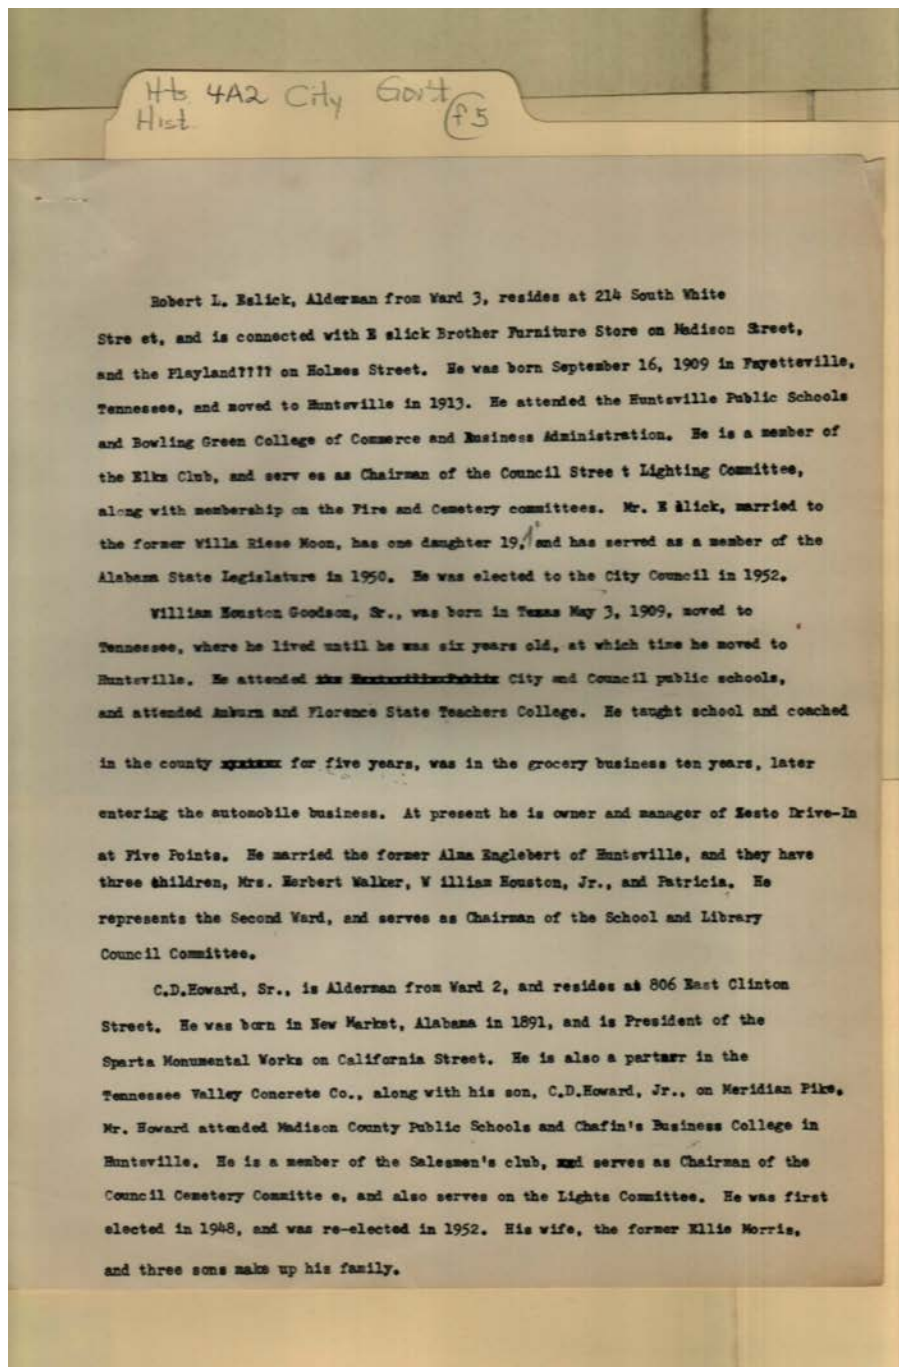 Hts 4A2 City Gov't
Hist f5
Robert L. Eslick, Alderman from Ward 3, resides at 214 South White
Stre et, and is connected with E slick Brother Furniture Store on Madison Street,
and the Playland???? on Holmes Street. He was born September 16, 1909 in Fayetteville,
Tennessee, and moved to Huntsville in 1913. He attended the Huntsville Public Schools
and Bowling Green College of Commerce and Business Administration. He is a member of
the Elks Club, and serv es as Chairman of the Council Stree t Lighting Committee,
along with membership on the Fire and Cemetery committees. Mr. E slick, married to
the former Willa Riese Moon, has one daughter 19, and has served as a member of the
Alabama State Legislature in 1950. He was elected to the City Council in 1952.
William Houston Goodson, Sr., was born in Texas May 3, 1909, moved to
Tennessee, where he lived until he was six years old, at which time he moved to
Huntsville. He attended the Huntsville Public City and Council public schools,
and attended Auburn and Florence State Teachers College. He taught school and coached
in the county for five years, was in the grocery business ten years, later
entering the automobile business. At present he is owner and manager of Zesto Drive-In
at Five Points. He married the former Alma Englebert of Huntsville, and they have
three children, Mrs. Herbert Walker, W illiam Houston, Jr., and Patricia. He
represents the Second Ward, and serves as Chairman of the School and Library
Council Committee.
C.D.Howard, Sr., is Alderman from Ward 2, and resides at 806 East Clinton
Street. He was born in New Market, Alabama in 1891, and is President of the
Sparta Monumental Works on California Street. He is also a partner in the
Tennessee Valley Concrete Co., along with his son, C.D.Howard, Jr., on Meridian Pike.
Mr. Howard attended Madison County Public Schools and Chafin's Business College in
Huntsville. He is a member of the Salesmen's club, and serves as Chairman of the
Council Cemetery Committe e, and also serves on the Lights Committee. He was first
elected in 1948, and was re-elected in 1952. His wife, the former Ellie Morris,
and three sons make up his family.